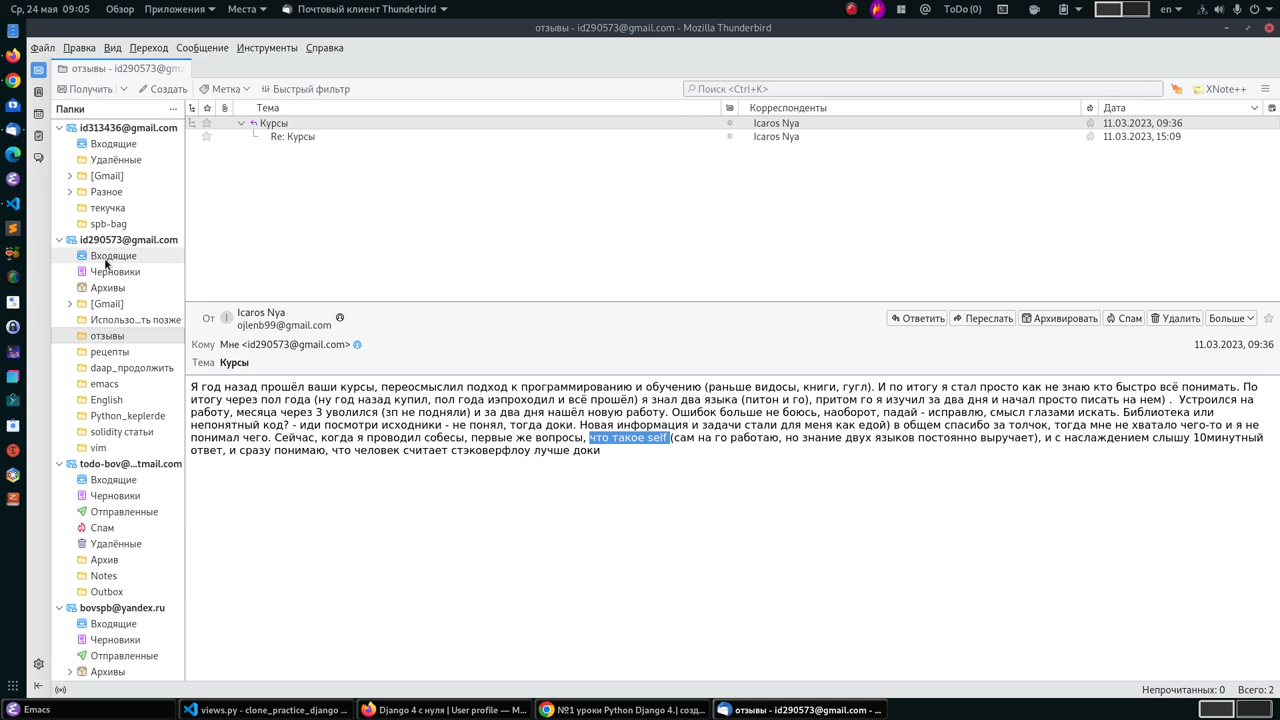 Ср, 24 мая  09:05
Обзор
Приложения
Места
Почтовый клиент Thunderbird
ToDo (0)
en
отзывы - id290573@gmail.com - Mozilla Thunderbird
Файл Правка Вид Переход Сообщение Инструменты Справка
отзывы - id290573@gma
Получить
Создать
Метка
Быстрый фильтр
Поиск <Ctrl+K>
XNote++
Папки
id313436@gmail.com
Входящие
Удалённые
[Gmail]
Разное
текучка
spb-bag
id290573@gmail.com
Входящие
Черновики
Архивы
[Gmail]
Использо...ть позже
отзывы
рецепты
daap_продолжить
emacs
English
Python_keplerde
solidity статьи
vim
todo-bov@...tmail.com
Входящие
Черновики
Отправленные
Спам
Удалённые
Архив
Notes
Outbox
bovspb@yandex.ru
Входящие
Черновики
Отправленные
Архивы
Тема
Корреспонденты
Дата
Курсы Icaros Nya 11.03.2023, 09:36
Re: Курсы Icaros Nya 11.03.2023, 15:09
От
I
Icaros Nya
ojlenb99@gmail.com
Ответить
Переслать
Архивировать
Спам
Удалить
Больше
Кому Мне <id290573@gmail.com>
11.03.2023, 09:36
Тема Курсы
Я год назад прошёл ваши курсы, переосмыслил подход к программированию и обучению (раньше видосы, книги, гугл). И по итогу я стал просто как не знаю кто быстро всё понимать. По
итогу через пол года (ну год назад купил, пол года иэпроходил и всё прошёл) я знал два языка (питон и го), притом го я изучил за два дня и начал просто писать на нем) .  Устроился на
работу, месяца через 3 уволился (зп не подняли) и за два дня нашёл новую работу. Ошибок больше не боюсь, наоборот, падай - исправлю, смысл глазами искать. Библиотека или
непонятный код? - иди посмотри исходники - не понял, тогда доки. Новая информация и задачи стали для меня как едой) в общем спасибо за толчок, тогда мне не хватало чего-то и я не
понимал чего. Сейчас, когда я проводил собесы, первые же вопросы, что такое self (сам на го работаю, но знание двух языков постоянно выручает), и с наслаждением слышу 10минутный
ответ, и сразу понимаю, что человек считает стэковерфлоу лучше доки
Непрочитанных: 0
Всего: 2
Emacs
views.py - clone_practice_django ...
Django 4 с нуля | User profile — M...
№1 уроки Python Django 4.| созд...
отзывы - id290573@gmail.com - ...